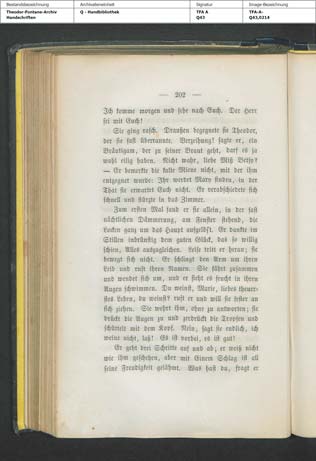 Bestandsbezeichnung Archivalieneinheit Signatur Image-Bezeichnung
Theodor-Fontane-Archiv Q - Handbibliothek TFA A TFA-A-
Handschriften Q43 Q43,0214
— 202 —
Ich komme morgen und sehe nach Euch. Der Herr
sei mit Euch!
Sie ging rasch. Draußen begegnete sie Theodor,
der sie fast überrannte. Verzeihung! sagte er, ein
Bräutigam, der zu seiner Braut geht, darf es ja
wohl eilig haben. Nicht wahr, liebe Miß Betsy?
— Er bemerkte die kalte Miene nicht, mit der ihm
entgegnet wurde: Ihr werdet Mary finden, in der
That sie erwartet Euch nicht. Er verabschiedete sich
schnell und stürzte in das Zimmer.
Zum ersten Mal fand er sie allein, in der halb
nächtlichen Dämmerung, am Fenster stehend, die
Locken ganz um das Haupt aufgelöst. Er dankte im
Stillen inbrünstig dem guten Glück, das so willig
schien, Alles auszugleichen. Leise tritt er heran; sie
bewegt sich nicht. Er schlingt den Arm um ihren
Leib und ruft ihren Namen. Sie fährt zusammen
und wendet sich um, und er sieht es feucht in ihren
Augen schwimmen. Du weinst, Marie, liebes theuer-
stes Leben, du weinst? ruft er und will sie fester an
sich ziehen. Sie wehrt ihm, ohne zu antworten; sie
drückt die Augen zu und zerdrückt die Tropfen und
schüttelt mit dem Kopf. Nein, sagt sie endlich, ich
weine nicht, laß! Es ist vorbei, es ist gut!
Er geht drei Schritte auf und ab; er weiß nicht
wie ihm geschehen, aber mit Einem Schlag ist all
seine Freudigkeit gelähmt. Was hast du, fragt er